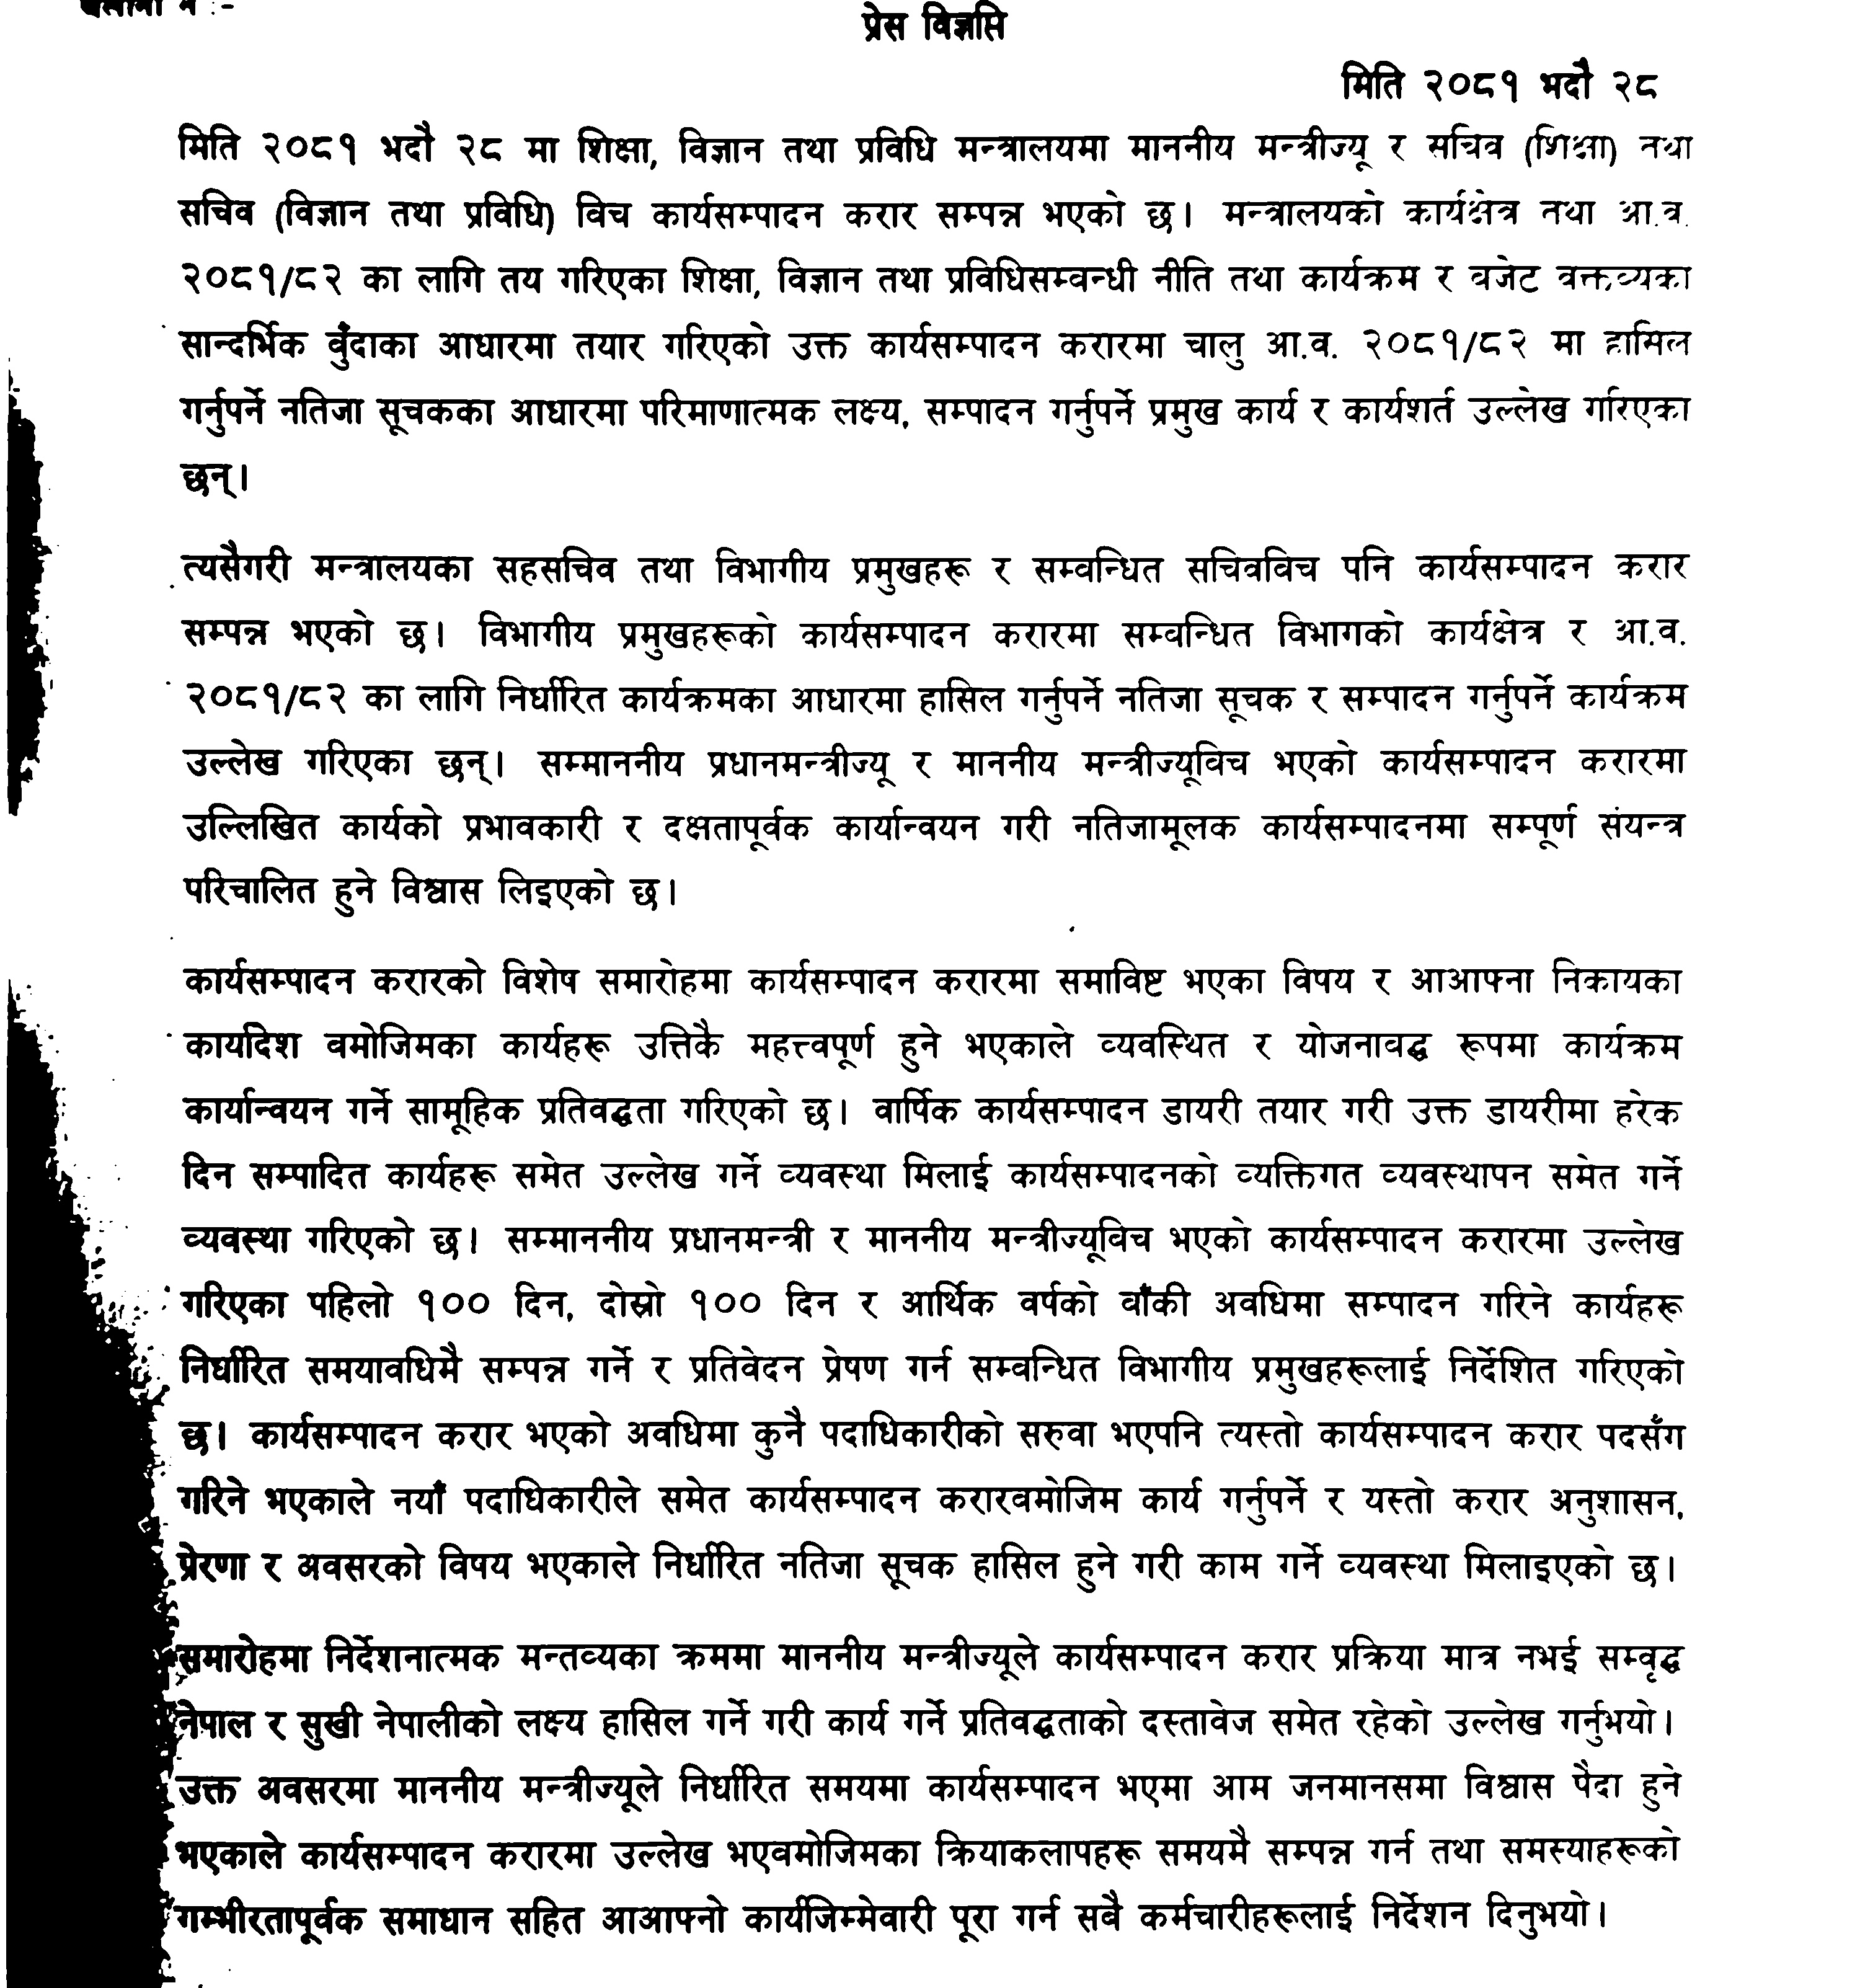 प्रेस विज्ञप्ति
मिति २०८१ भदौ २८
मिति २०८१ भदौ २८ मा शिक्षा, विज्ञान तथा प्रविधि मन्त्रालयमा माननीय मन्त्रीज्यू र सचिव (शिक्षा) तथा
सचिव (विज्ञान तथा प्रविधि) विच कार्यसम्पादन करार सम्पन्न भएको छ। मन्त्रालयको कार्यक्षेत्र तथा आ.व.
२०८१/८२ का लागि तय गरिएका शिक्षा, विज्ञान तथा प्रविधिसम्वन्धी नीति तथा कार्यक्रम र वजेट वक्तव्यका
सान्दर्भिक वुँदाका आधारमा तयार गरिएको उक्त कार्यसम्पादन करारमा चालु आ.व. २०८१/८२ मा हासिल
गर्नुपर्ने नतिजा सूचकका आधारमा परिमाणात्मक लक्ष्य, सम्पादन गर्नुपर्ने प्रमुख कार्य र कार्यशर्त उल्लेख गरिएका
छन्।
त्यसैगरी मन्त्रालयका सहसचिव तथा विभागीय प्रमुखहरू र सम्वन्धित सचिवविच पनि कार्यसम्पादन करार
सम्पन्न भएको छ। विभागीय प्रमुखहरूको कार्यसम्पादन करारमा सम्वन्धित विभागको कार्यक्षेत्र र आ.व.
२०८१/८२ का लागि निर्धारित कार्यक्रमका आधारमा हासिल गर्नुपर्ने नतिजा सूचक र सम्पादन गर्नुपर्ने कार्यक्रम
उल्लेख गरिएका छन्। सम्माननीय प्रधानमन्त्रीज्यू र माननीय मन्त्रीज्यूविच भएको कार्यसम्पादन करारमा
उल्लिखित कार्यको प्रभावकारी र दक्षतापूर्वक कार्यान्वयन गरी नतिजामूलक कार्यसम्पादनमा सम्पूर्ण संयन्त्र
परिचालित हुने विश्वास लिइएको छ।
कार्यसम्पादन करारको विशेष समारोहमा कार्यसम्पादन करारमा समाविष्ट भएका विषय र आआफ्ना निकायका
कार्यादेश वमोजिमका कार्यहरू उत्तिकै महत्त्वपूर्ण हुने भएकाले व्यवस्थित र योजनावद्ध रूपमा कार्यक्रम
कार्यान्वयन गर्ने सामूहिक प्रतिवद्धता गरिएको छ। वार्षिक कार्यसम्पादन डायरी तयार गरी उक्त डायरीमा हरेक
दिन सम्पादित कार्यहरू समेत उल्लेख गर्ने व्यवस्था मिलाई कार्यसम्पादनको व्यक्तिगत व्यवस्थापन समेत गर्ने
व्यवस्था गरिएको छ। सम्माननीय प्रधानमन्त्री र माननीय मन्त्रीज्यूविच भएको कार्यसम्पादन करारमा उल्लेख
गरिएका पहिलो १०० दिन, दोस्रो १०० दिन र आर्थिक वर्षको वाँकी अवधिमा सम्पादन गरिने कार्यहरू
निर्धारित समयावधिमै सम्पन्न गर्ने र प्रतिवेदन प्रेषण गर्न सम्वन्धित विभागीय प्रमुखहरूलाई निर्देशित गरिएको
छ। कार्यसम्पादन करार भएको अवधिमा कुनै पदाधिकारीको सरुवा भएपनि त्यस्तो कार्यसम्पादन करार पदसँग
गरिने भएकाले नयाँ पदाधिकारीले समेत कार्यसम्पादन करारवमोजिम कार्य गर्नुपर्ने र यस्तो करार अनुशासन,
प्रेरणा र अवसरको विषय भएकाले निर्धारित नतिजा सूचक हासिल हुने गरी काम गर्ने व्यवस्था मिलाइएको छ।
समारोहमा निर्देशनात्मक मन्तव्यका क्रममा माननीय मन्त्रीज्यूले कार्यसम्पादन करार प्रक्रिया मात्र नभई सम्वृद्ध
नेपाल र सुखी नेपालीको लक्ष्य हासिल गर्ने गरी कार्य गर्ने प्रतिवद्धताको दस्तावेज समेत रहेको उल्लेख गर्नुभयो।
उक्त अवसरमा माननीय मन्त्रीज्यूले निर्धारित समयमा कार्यसम्पादन भएमा आम जनमानसमा विश्वास पैदा हुने
भएकाले कार्यसम्पादन करारमा उल्लेख भएवमोजिमका क्रियाकलापहरू समयमै सम्पन्न गर्न तथा समस्याहरूको
गम्भीरतापूर्वक समाधान सहित आआफ्नो कार्यजिम्मेवारी पूरा गर्न सवै कर्मचारीहरूलाई निर्देशन दिनुभयो।